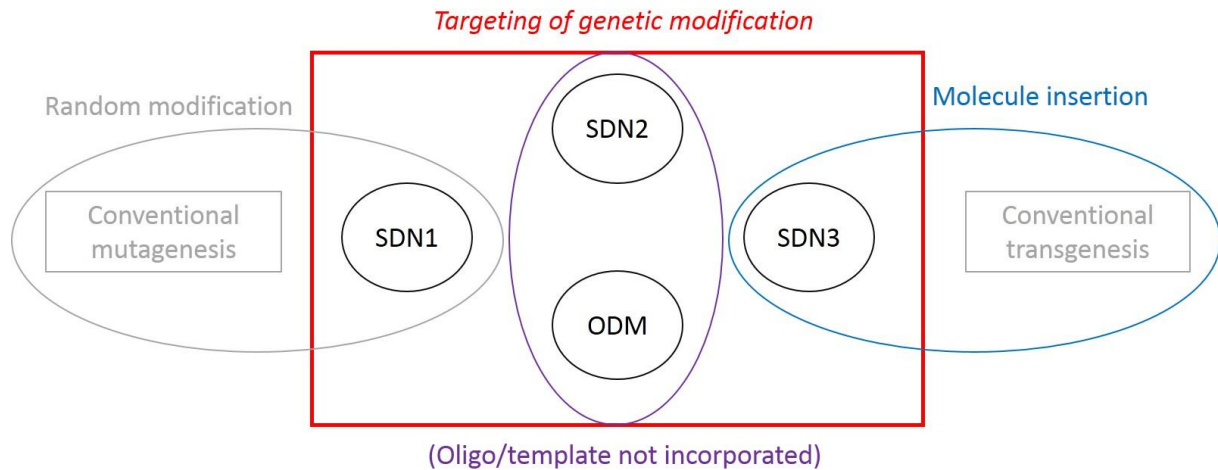 Targeting of genetic modification
Random modification
Molecule insertion
SDN2
Conventional
mutagenesis
SDN1
SDN3
Conventional
transgenesis
ODM
(Oligo/template not incorporated)